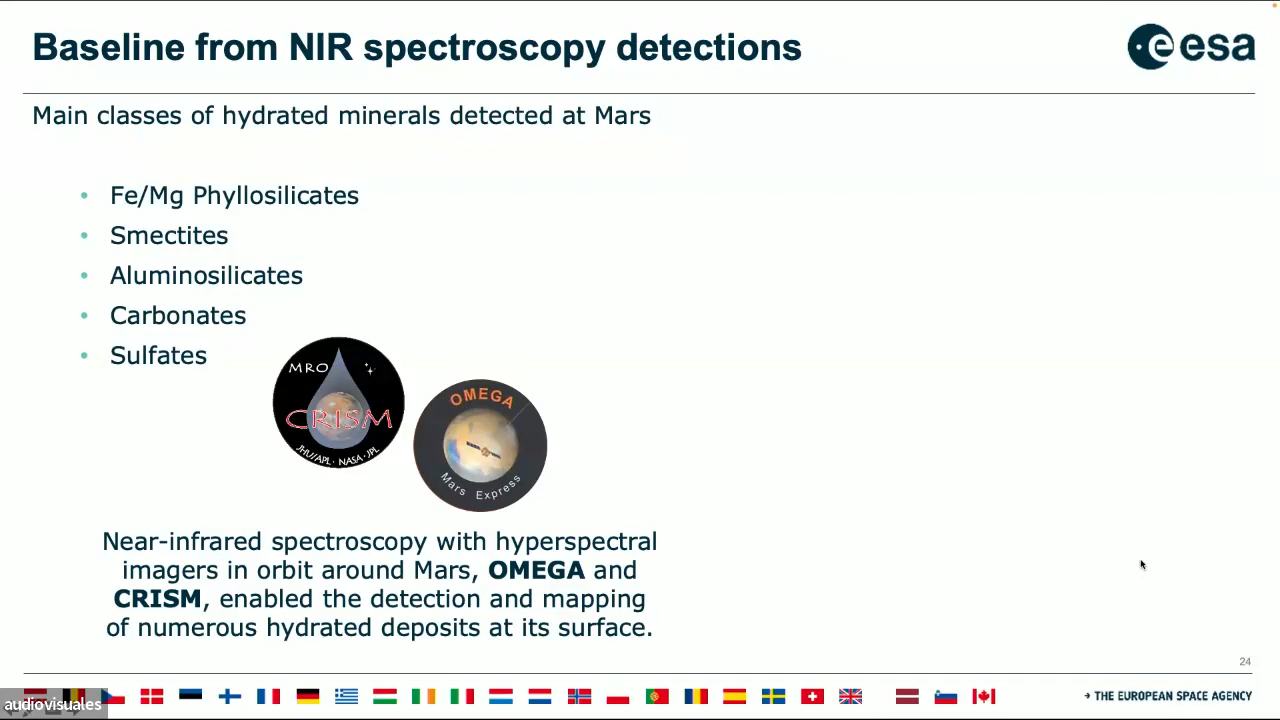 Baseline from NIR spectroscopy detections
esa
Main classes of hydrated minerals detected at Mars
• Fe/Mg Phyllosilicates
• Smectites
• Aluminosilicates
• Carbonates
• Sulfates
MRO
CRISM
JHU/APL · NASA · JPL
OMEGA
Mars Express
Near-infrared spectroscopy with hyperspectral
imagers in orbit around Mars, OMEGA and
CRISM, enabled the detection and mapping
of numerous hydrated deposits at its surface.
24
audiovisuales
→ THE EUROPEAN SPACE AGENCY